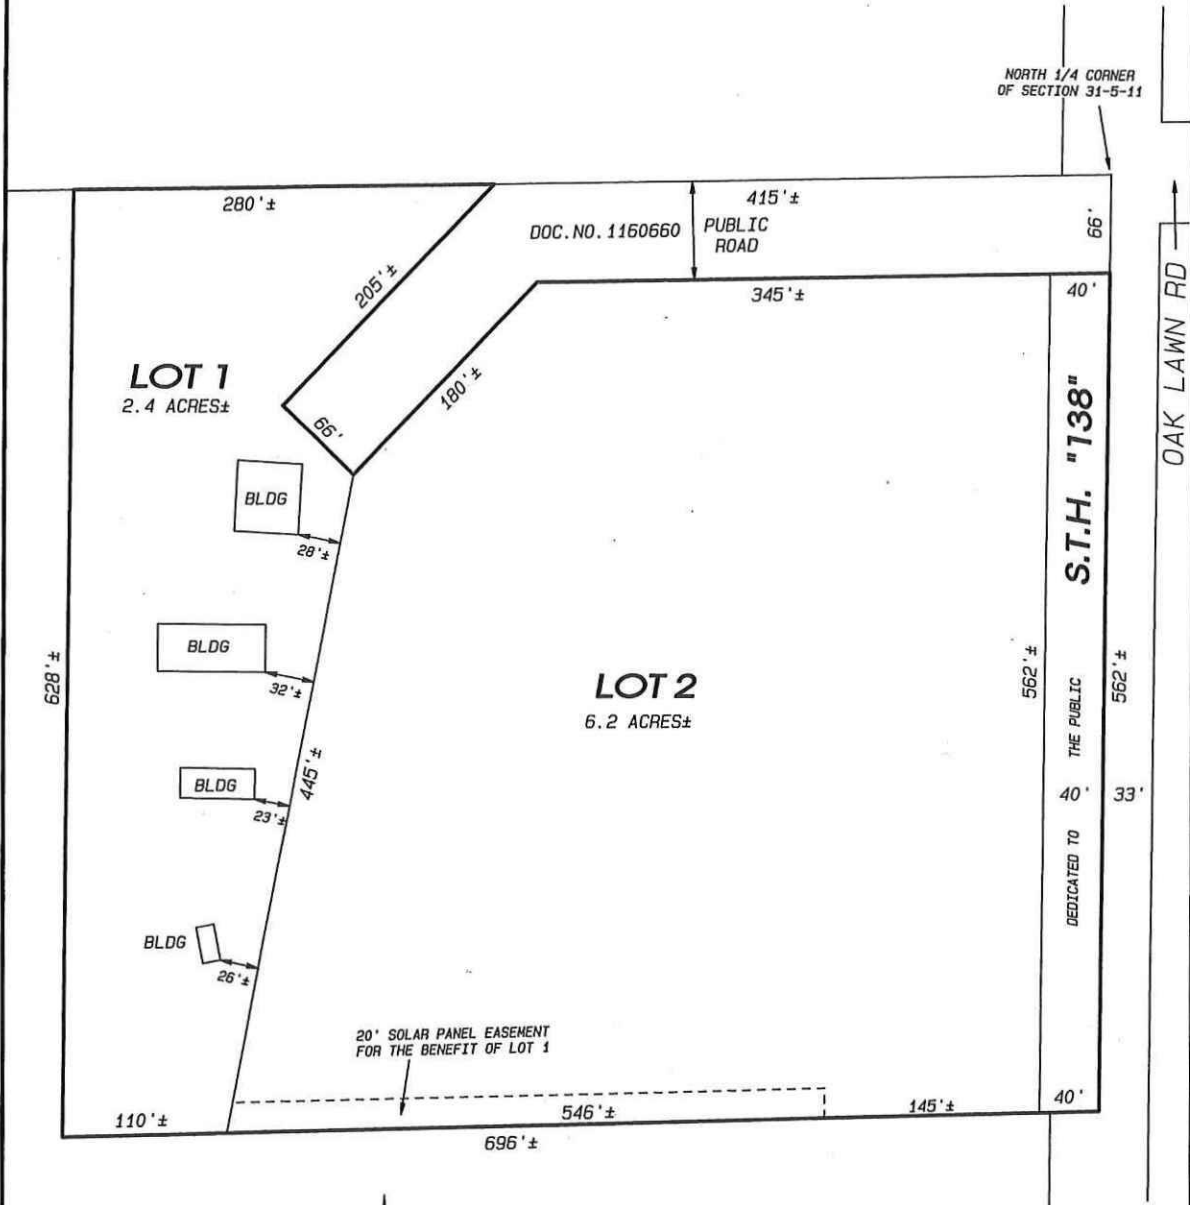 NORTH 1/4 CORNER
OF SECTION 31-5-11
280'±
415'±
66'
DOC.NO.1160660
PUBLIC
ROAD
205'±
345'±
40'
OAK LAWN RD
LOT 1
2.4 ACRES±
180'±
66'
S.T.H. "138"
BLDG
28'±
BLDG
32'±
628'±
LOT 2
6.2 ACRES±
562'±
562'±
DEDICATED TO THE PUBLIC
40'
33'
445'±
BLDG
23'±
BLDG
26'±
20' SOLAR PANEL EASEMENT
FOR THE BENEFIT OF LOT 1
110'±
546'±
145'±
40'
696'±